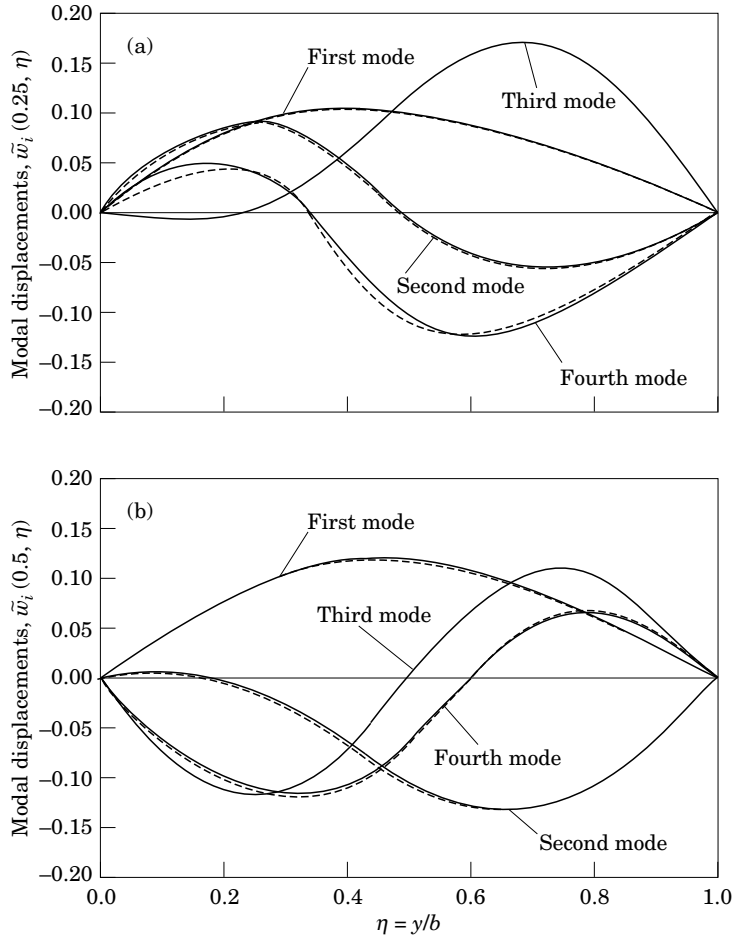 0.20
(a)
First mode
0.15
Third mode
0.10
0.05
0.00
–0.05
Second mode
–0.10
Fourth mode
–0.15
–0.20
Modal displacements, w̃i (0.25, η)
0.20
(b)
First mode
0.15
0.10
Third mode
0.05
0.00
–0.05
Fourth mode
–0.10
Second mode
–0.15
–0.20
Modal displacements, w̃i (0.5, η)
0.0 0.2 0.4 0.6 0.8 1.0
η = y/b